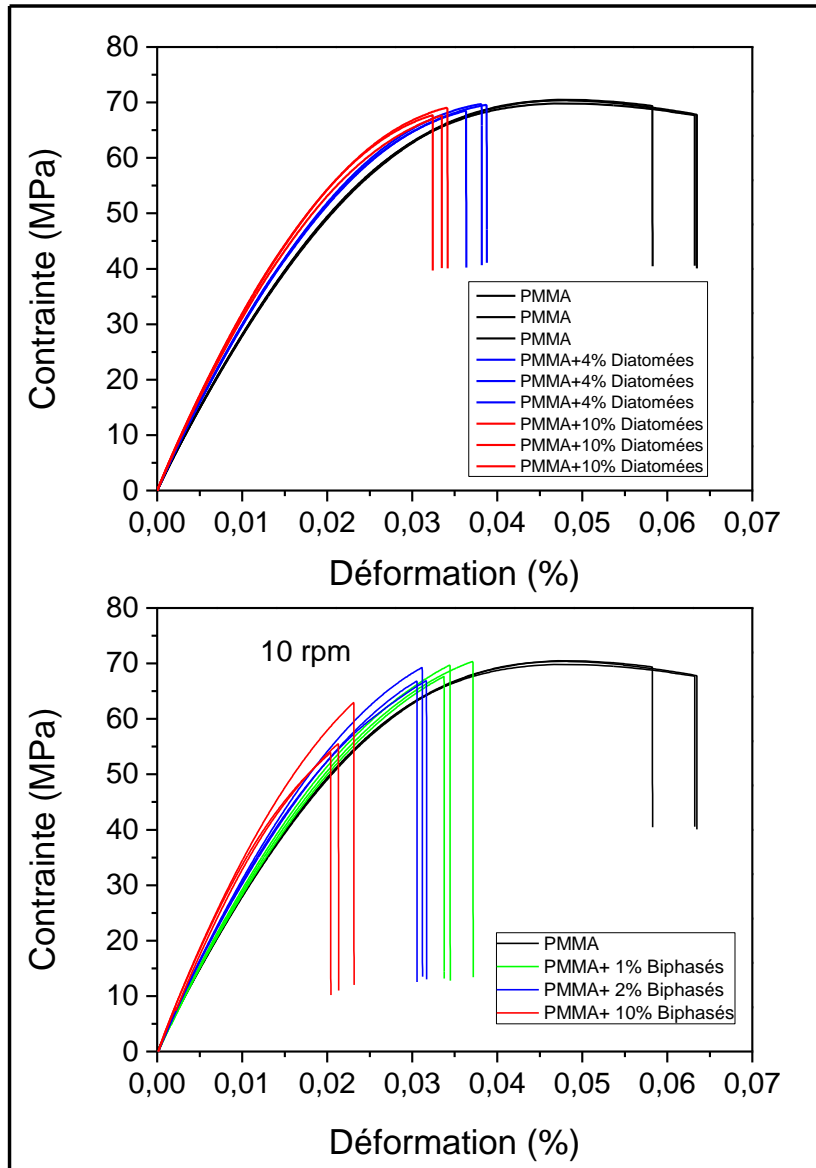 80
70
60
50
40
30
20
10
0
Contrainte (MPa)
PMMA
PMMA
PMMA
PMMA+4% Diatomées
PMMA+4% Diatomées
PMMA+4% Diatomées
PMMA+10% Diatomées
PMMA+10% Diatomées
PMMA+10% Diatomées
0,00 0,01 0,02 0,03 0,04 0,05 0,06 0,07
Déformation (%)
80
70
60
50
40
30
20
10
0
Contrainte (MPa)
10 rpm
PMMA
PMMA+ 1% Biphasés
PMMA+ 2% Biphasés
PMMA+ 10% Biphasés
0,00 0,01 0,02 0,03 0,04 0,05 0,06 0,07
Déformation (%)